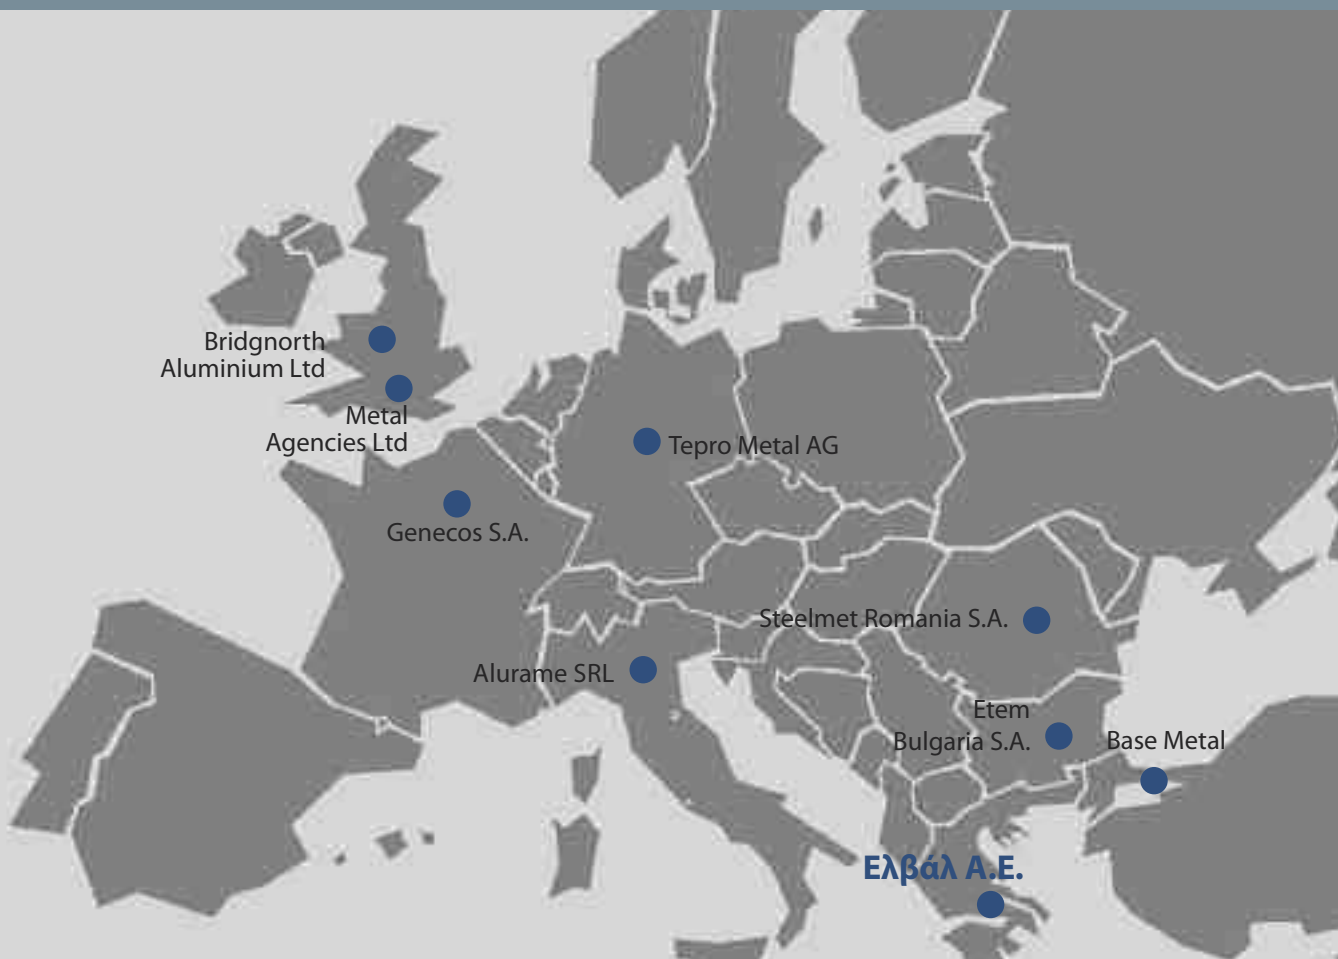 Bridgnorth
Aluminium Ltd
Metal
Agencies Ltd
Tepro Metal AG
Genecos S.A.
Steelmet Romania S.A.
Alurame SRL
Etem
Bulgaria S.A.
Base Metal
Ελβάλ Α.Ε.